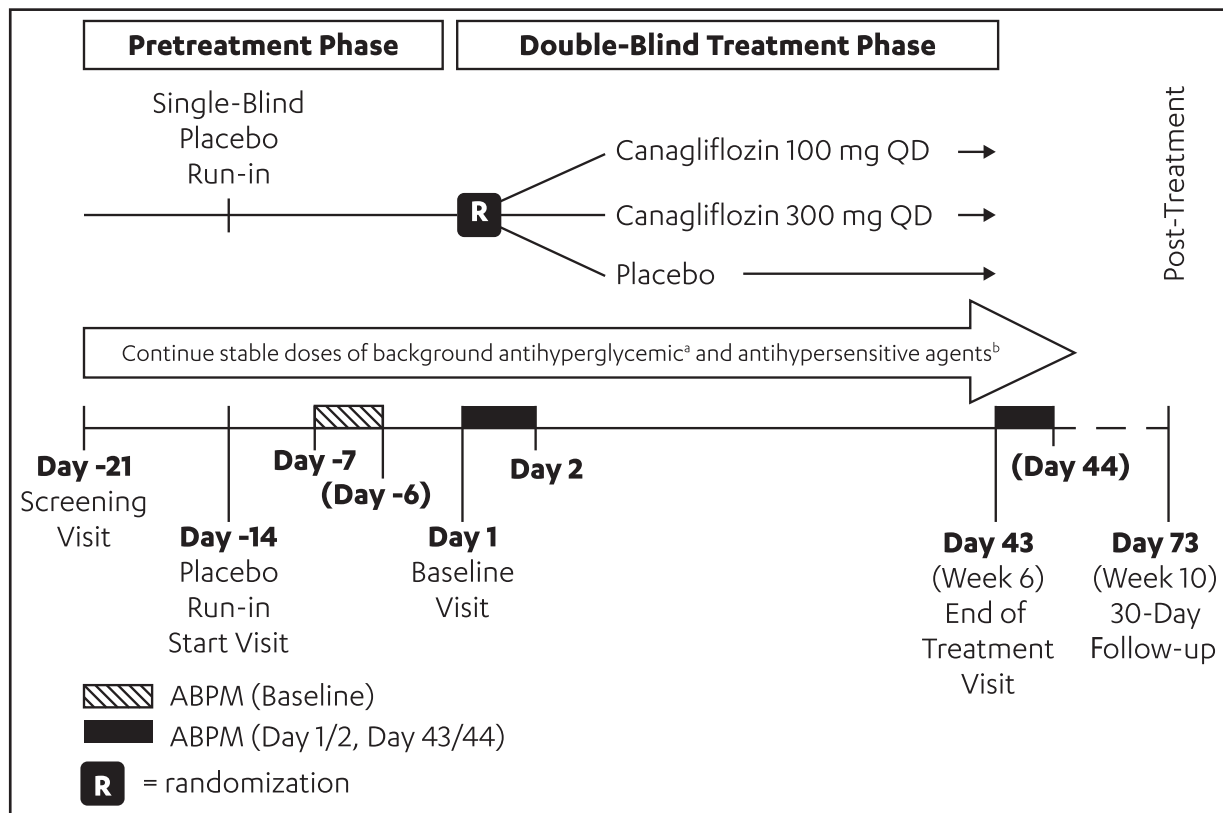 Pretreatment Phase
Double-Blind Treatment Phase
Single-Blind
Placebo
Run-in
R
Canagliflozin 100 mg QD
Canagliflozin 300 mg QD
Placebo
Post-Treatment
Continue stable doses of background antihyperglycemicᵃ and antihypersensitive agentsᵇ
Day -21
Screening
Visit
Day -14
Placebo
Run-in
Start Visit
Day -7
(Day -6)
Day 1
Baseline
Visit
Day 2
Day 43
(Week 6)
End of
Treatment
Visit
(Day 44)
Day 73
(Week 10)
30-Day
Follow-up
ABPM (Baseline)
ABPM (Day 1/2, Day 43/44)
R = randomization